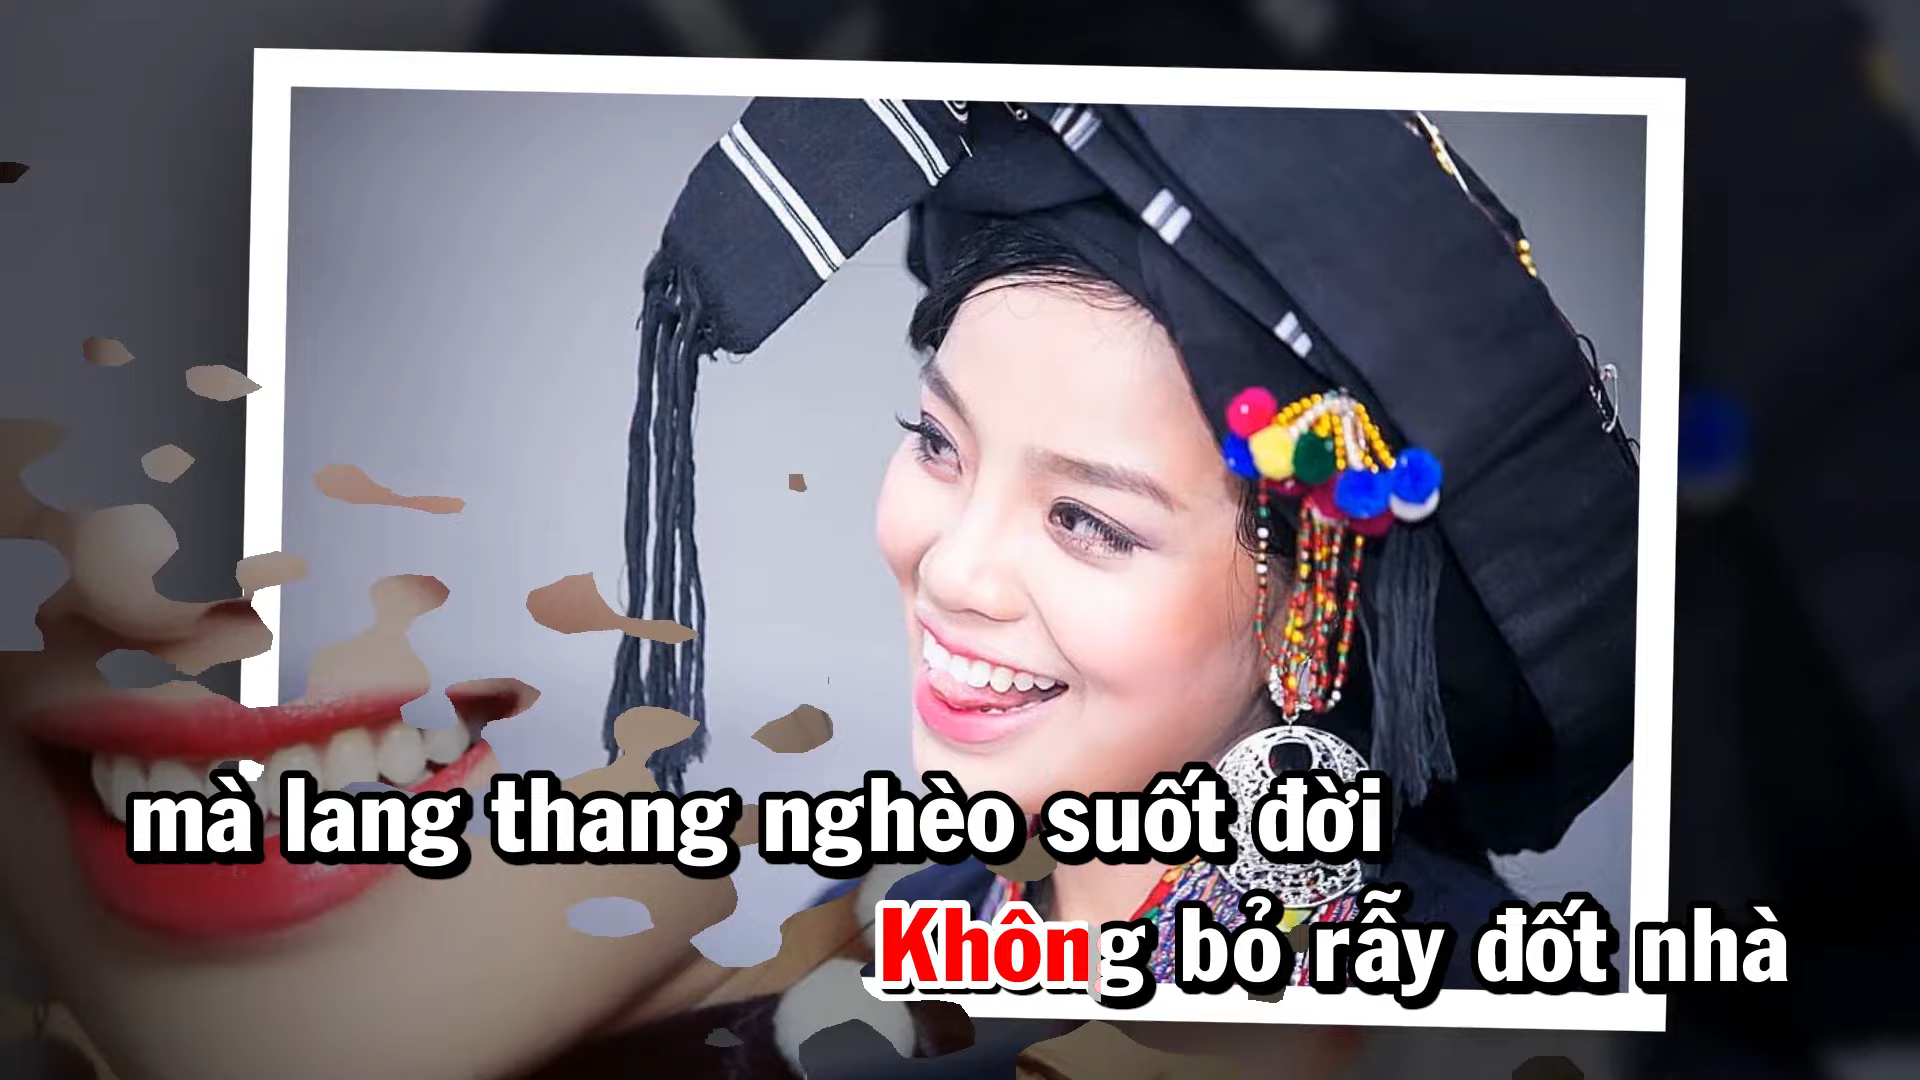 mà lang thang nghèo suốt đời
Không bỏ rẫy đốt nhà